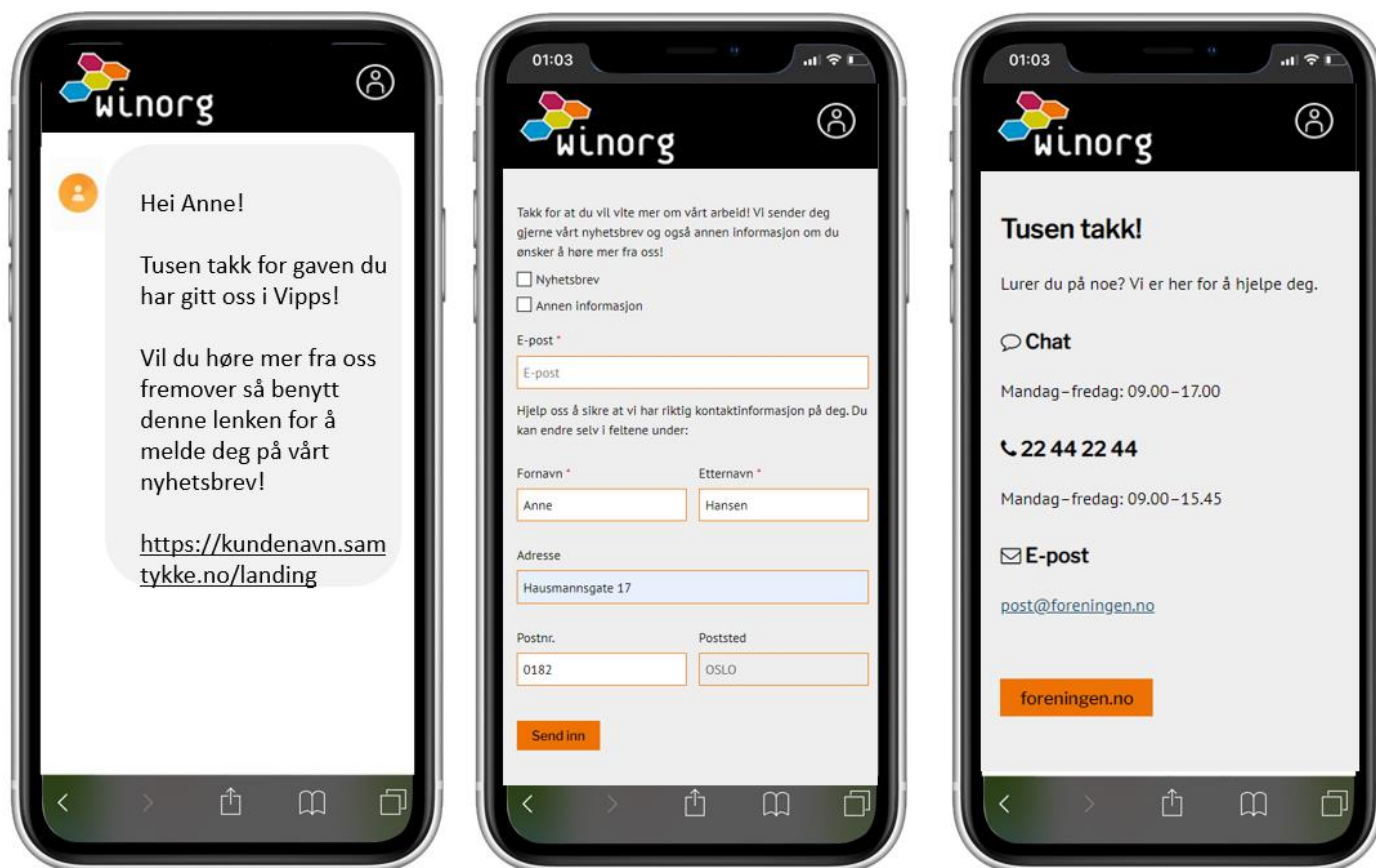 winorg
Hei Anne!
Tusen takk for gaven du
har gitt oss i Vipps!
Vil du høre mer fra oss
fremover så benytt
denne lenken for å
melde deg på vårt
nyhetsbrev!
https://kundenavn.sam
tykke.no/landing
01:03
winorg
Takk for at du vil vite mer om vårt arbeid! Vi sender deg
gjerne vårt nyhetsbrev og også annen informasjon om du
ønsker å høre mer fra oss!
Nyhetsbrev
Annen informasjon
E-post *
E-post
Hjelp oss å sikre at vi har riktig kontaktinformasjon på deg. Du
kan endre selv i feltene under:
Fornavn * Etternavn *
Anne Hansen
Adresse
Hausmannsgate 17
Postnr. Poststed
0182 OSLO
Send inn
01:03
winorg
Tusen takk!
Lurer du på noe? Vi er her for å hjelpe deg.
Chat
Mandag–fredag: 09.00–17.00
22 44 22 44
Mandag–fredag: 09.00–15.45
E-post
post@foreningen.no
foreningen.no